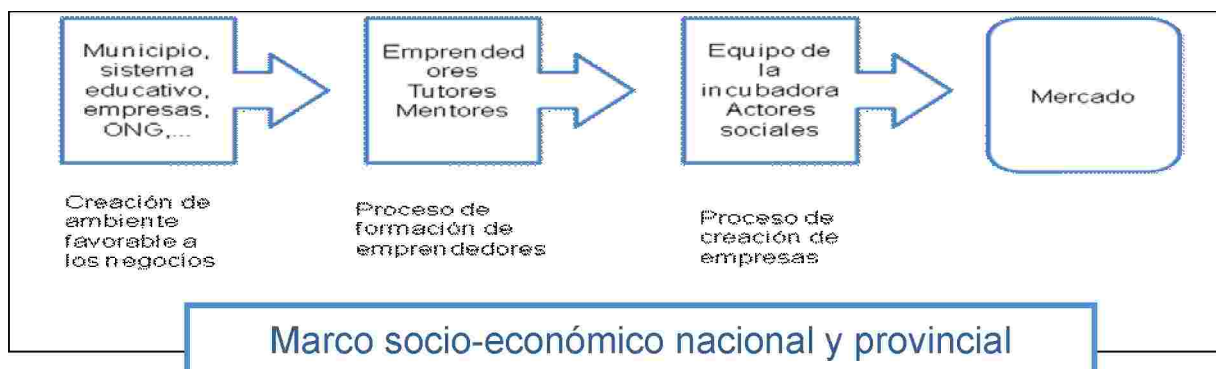 Municipio,
sistema
educativo,
empresas,
ONG,...
Emprended
ores
Tutores
Mentores
Equipo de
la
incubadora
Actores
sociales
Mercado
Creación de
ambiente
favorable a
los negocios
Proceso de
formación de
emprendedores
Proceso de
creación de
empresas
Marco socio-económico nacional y provincial